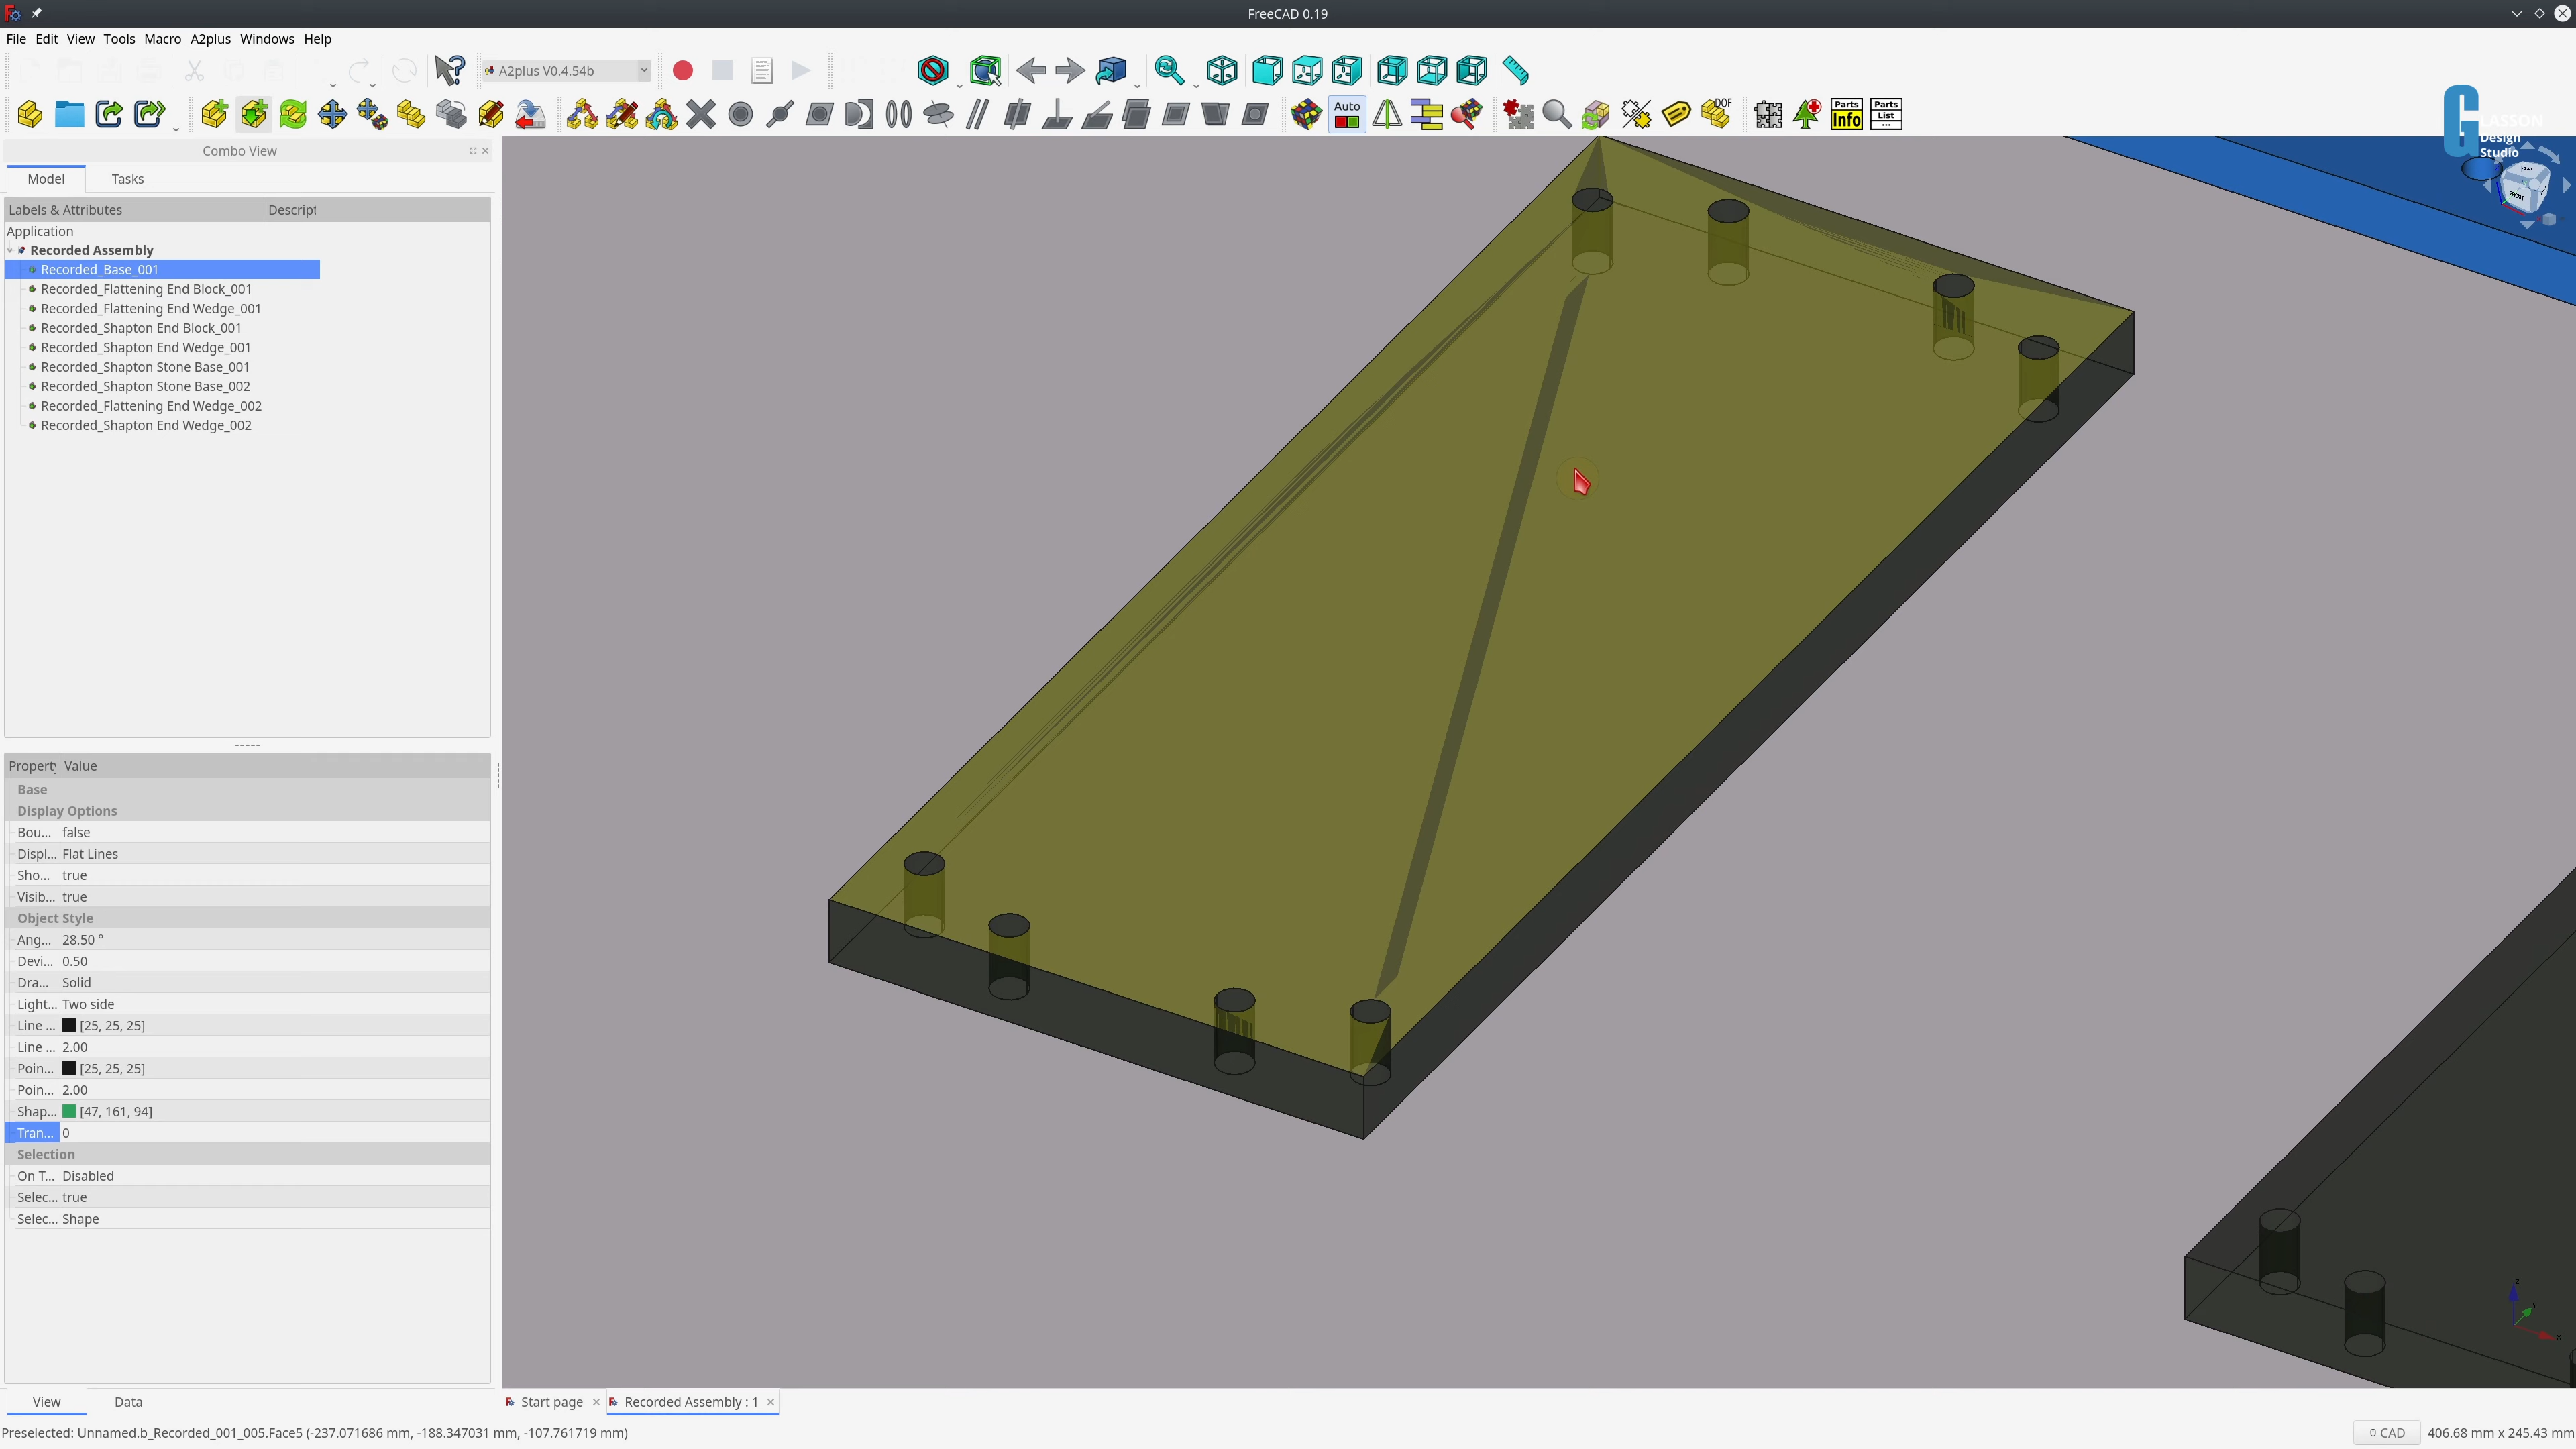 FreeCAD 0.19
File Edit View Tools Macro A2plus Windows Help
A2plus V0.4.54b
Auto
DOF
Parts Info
Parts List
...
GLASSON
Design
Studio
FRONT
Combo View
Model Tasks
Labels & Attributes Descript
Application
Recorded Assembly
Recorded_Base_001
Recorded_Flattening End Block_001
Recorded_Flattening End Wedge_001
Recorded_Shapton End Block_001
Recorded_Shapton End Wedge_001
Recorded_Shapton Stone Base_001
Recorded_Shapton Stone Base_002
Recorded_Flattening End Wedge_002
Recorded_Shapton End Wedge_002
Property Value
Base
Display Options
Bou... false
Displ... Flat Lines
Sho... true
Visib... true
Object Style
Ang... 28.50 °
Devi... 0.50
Dra... Solid
Light... Two side
Line ... [25, 25, 25]
Line ... 2.00
Poin... [25, 25, 25]
Poin... 2.00
Shap... [47, 161, 94]
Tran... 0
Selection
On T... Disabled
Selec... true
Selec... Shape
View Data
Start page Recorded Assembly : 1
Preselected: Unnamed.b_Recorded_001_005.Face5 (-237.071686 mm, -188.347031 mm, -107.761719 mm)
CAD 406.68 mm x 245.43 mm